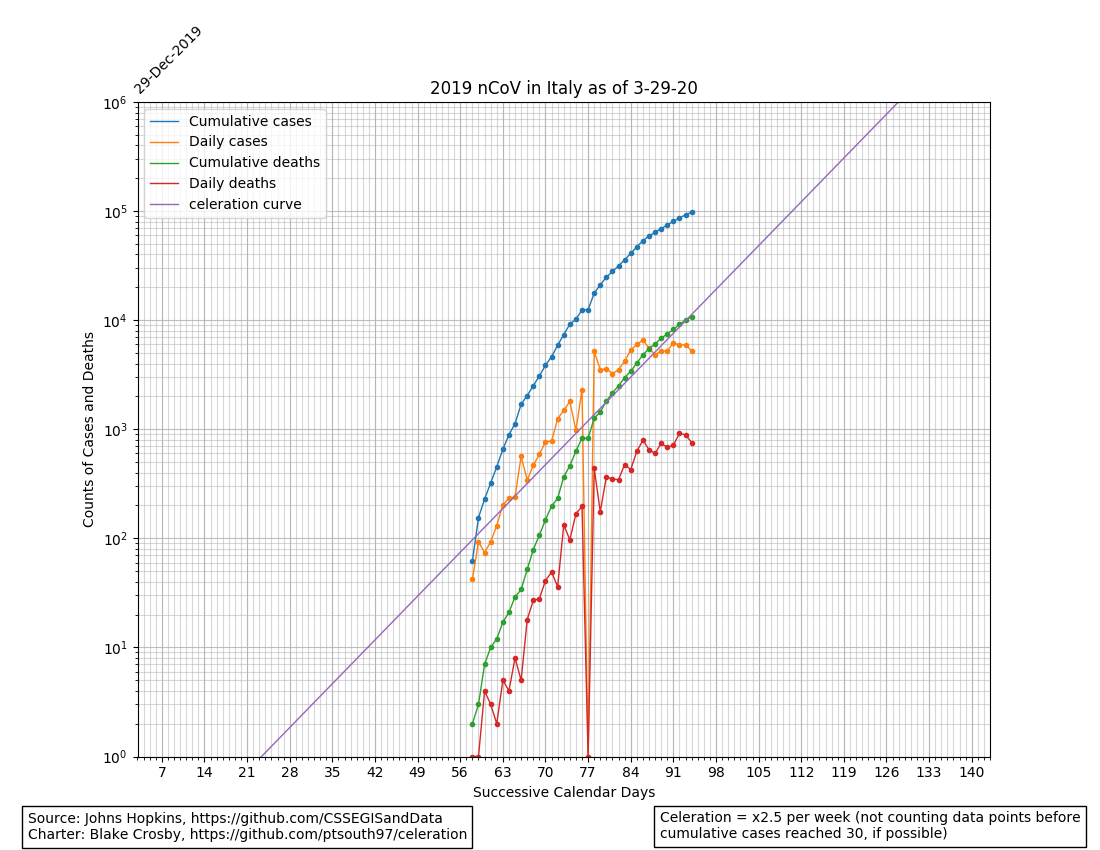 29-Dec-2019
2019 nCoV in Italy as of 3-29-20
Cumulative cases
Daily cases
Cumulative deaths
Daily deaths
celeration curve
Counts of Cases and Deaths
10⁶
10⁵
10⁴
10³
10²
10¹
10⁰
7 14 21 28 35 42 49 56 63 70 77 84 91 98 105 112 119 126 133 140
Successive Calendar Days
Source: Johns Hopkins, https://github.com/CSSEGISandData
Charter: Blake Crosby, https://github.com/ptsouth97/celeration
Celeration = x2.5 per week (not counting data points before
cumulative cases reached 30, if possible)